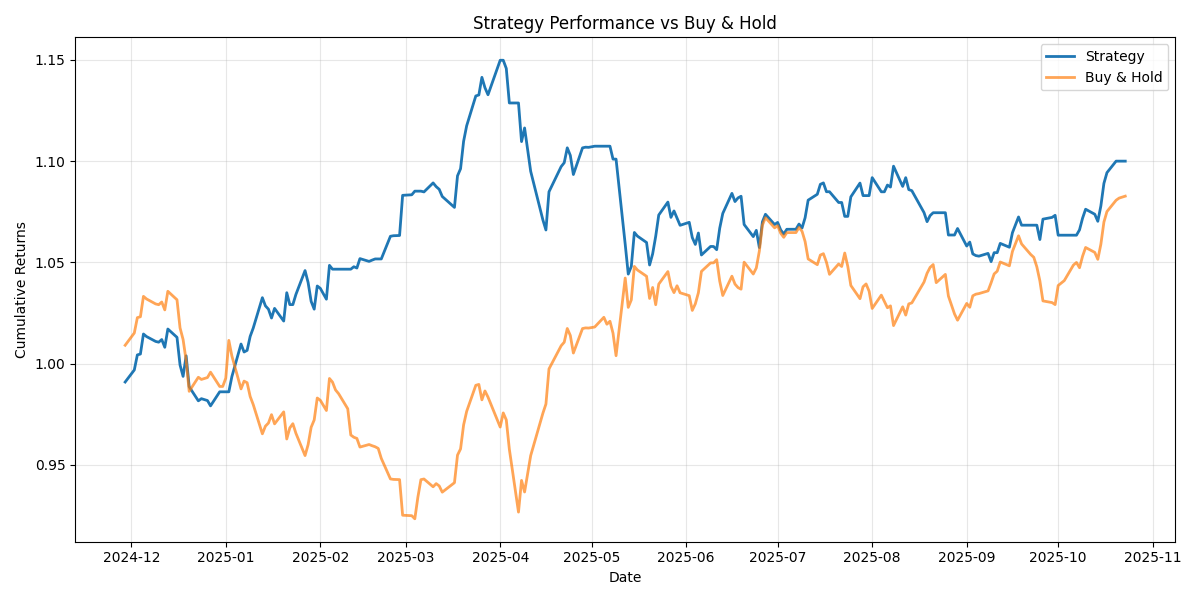 Strategy Performance vs Buy & Hold
Strategy
Buy & Hold
Cumulative Returns
1.15
1.10
1.05
1.00
0.95
2024-12 2025-01 2025-02 2025-03 2025-04 2025-05 2025-06 2025-07 2025-08 2025-09 2025-10 2025-11
Date